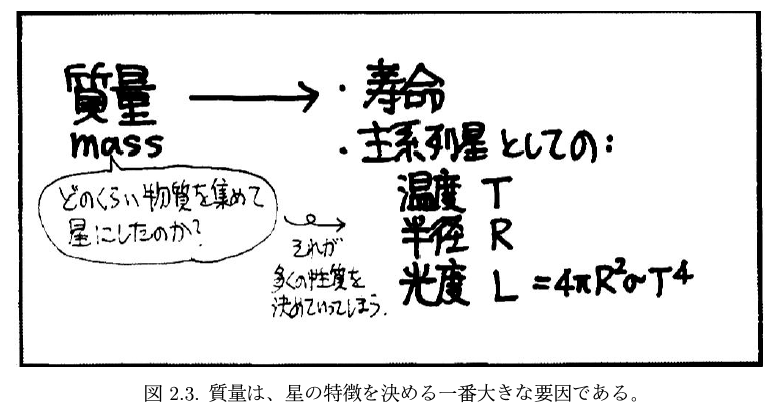 質量
mass
どのくらい物質を集めて
星にしたのか?
それが
多くの性質を
決めていってしまう.
・寿命
・主系列星としての:
温度 T
半径 R
光度 L = 4πR²σT⁴
図 2.3. 質量は、星の特徴を決める一番大きな要因である。